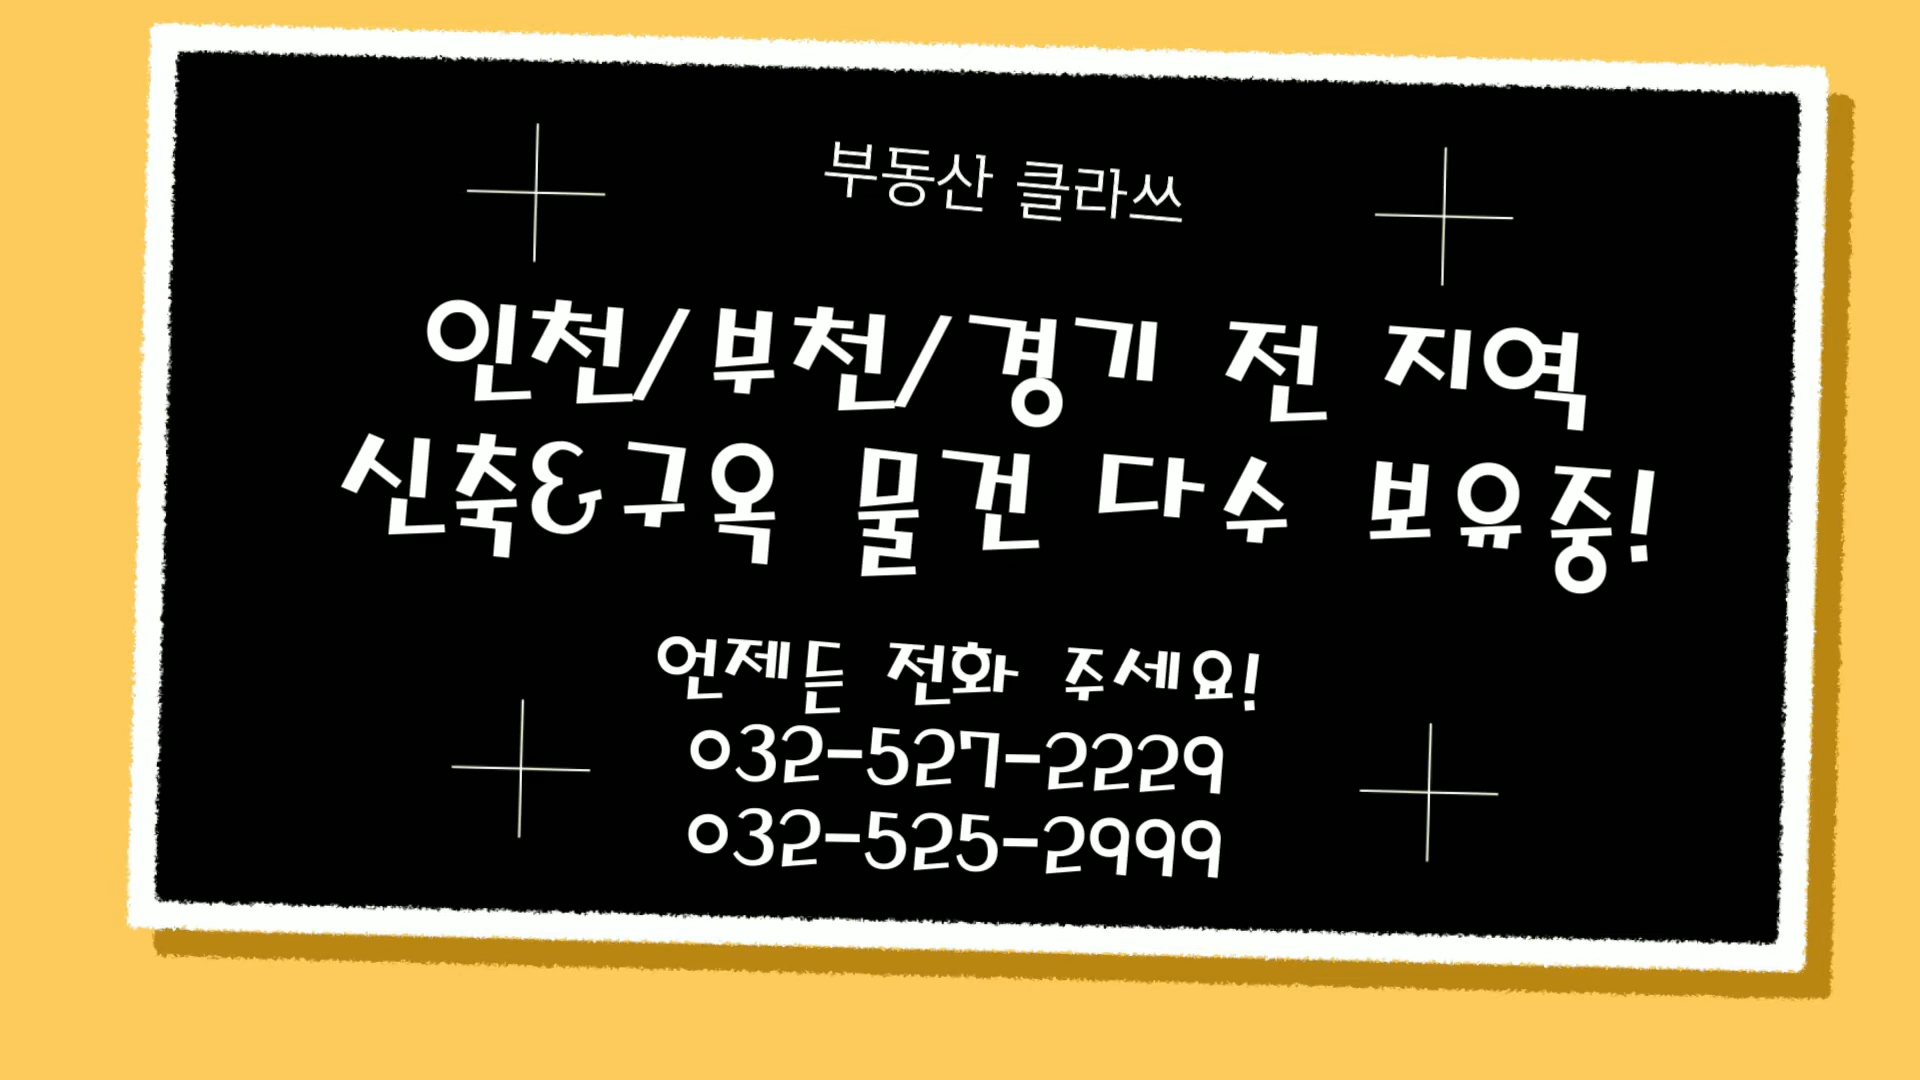 부동산 클라쓰
인천/부천/경기 전 지역
신축&구옥 물건 다수 보유중!
언제든 전화 주세요!
032-527-2229
032-525-2999